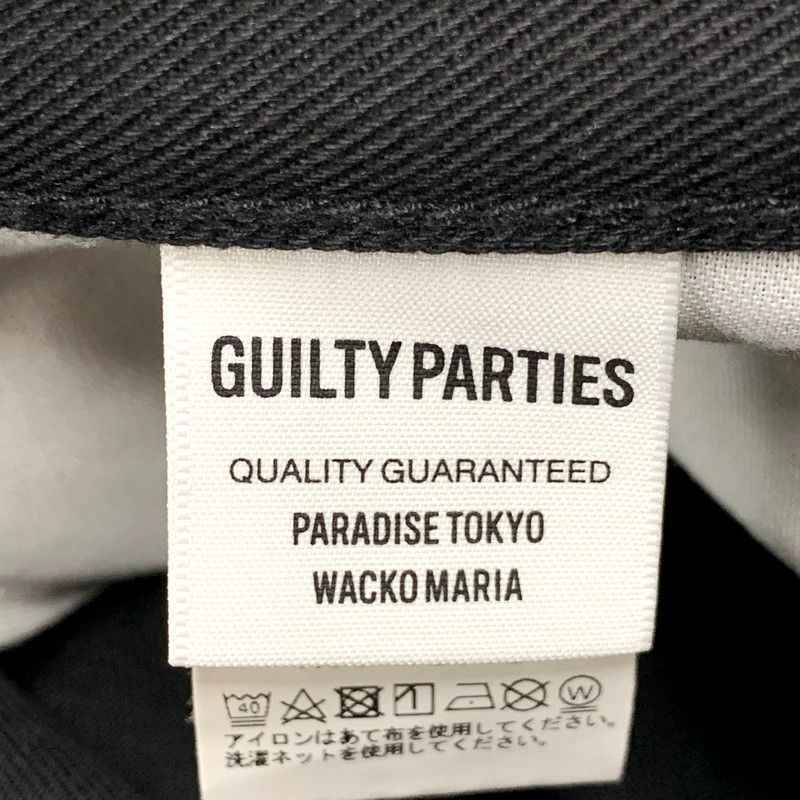 GUILTY PARTIES
QUALITY GUARANTEED
PARADISE TOKYO
WACKO MARIA
40 W
アイロンはあて布を使用してください。
洗濯ネットを使用してください。